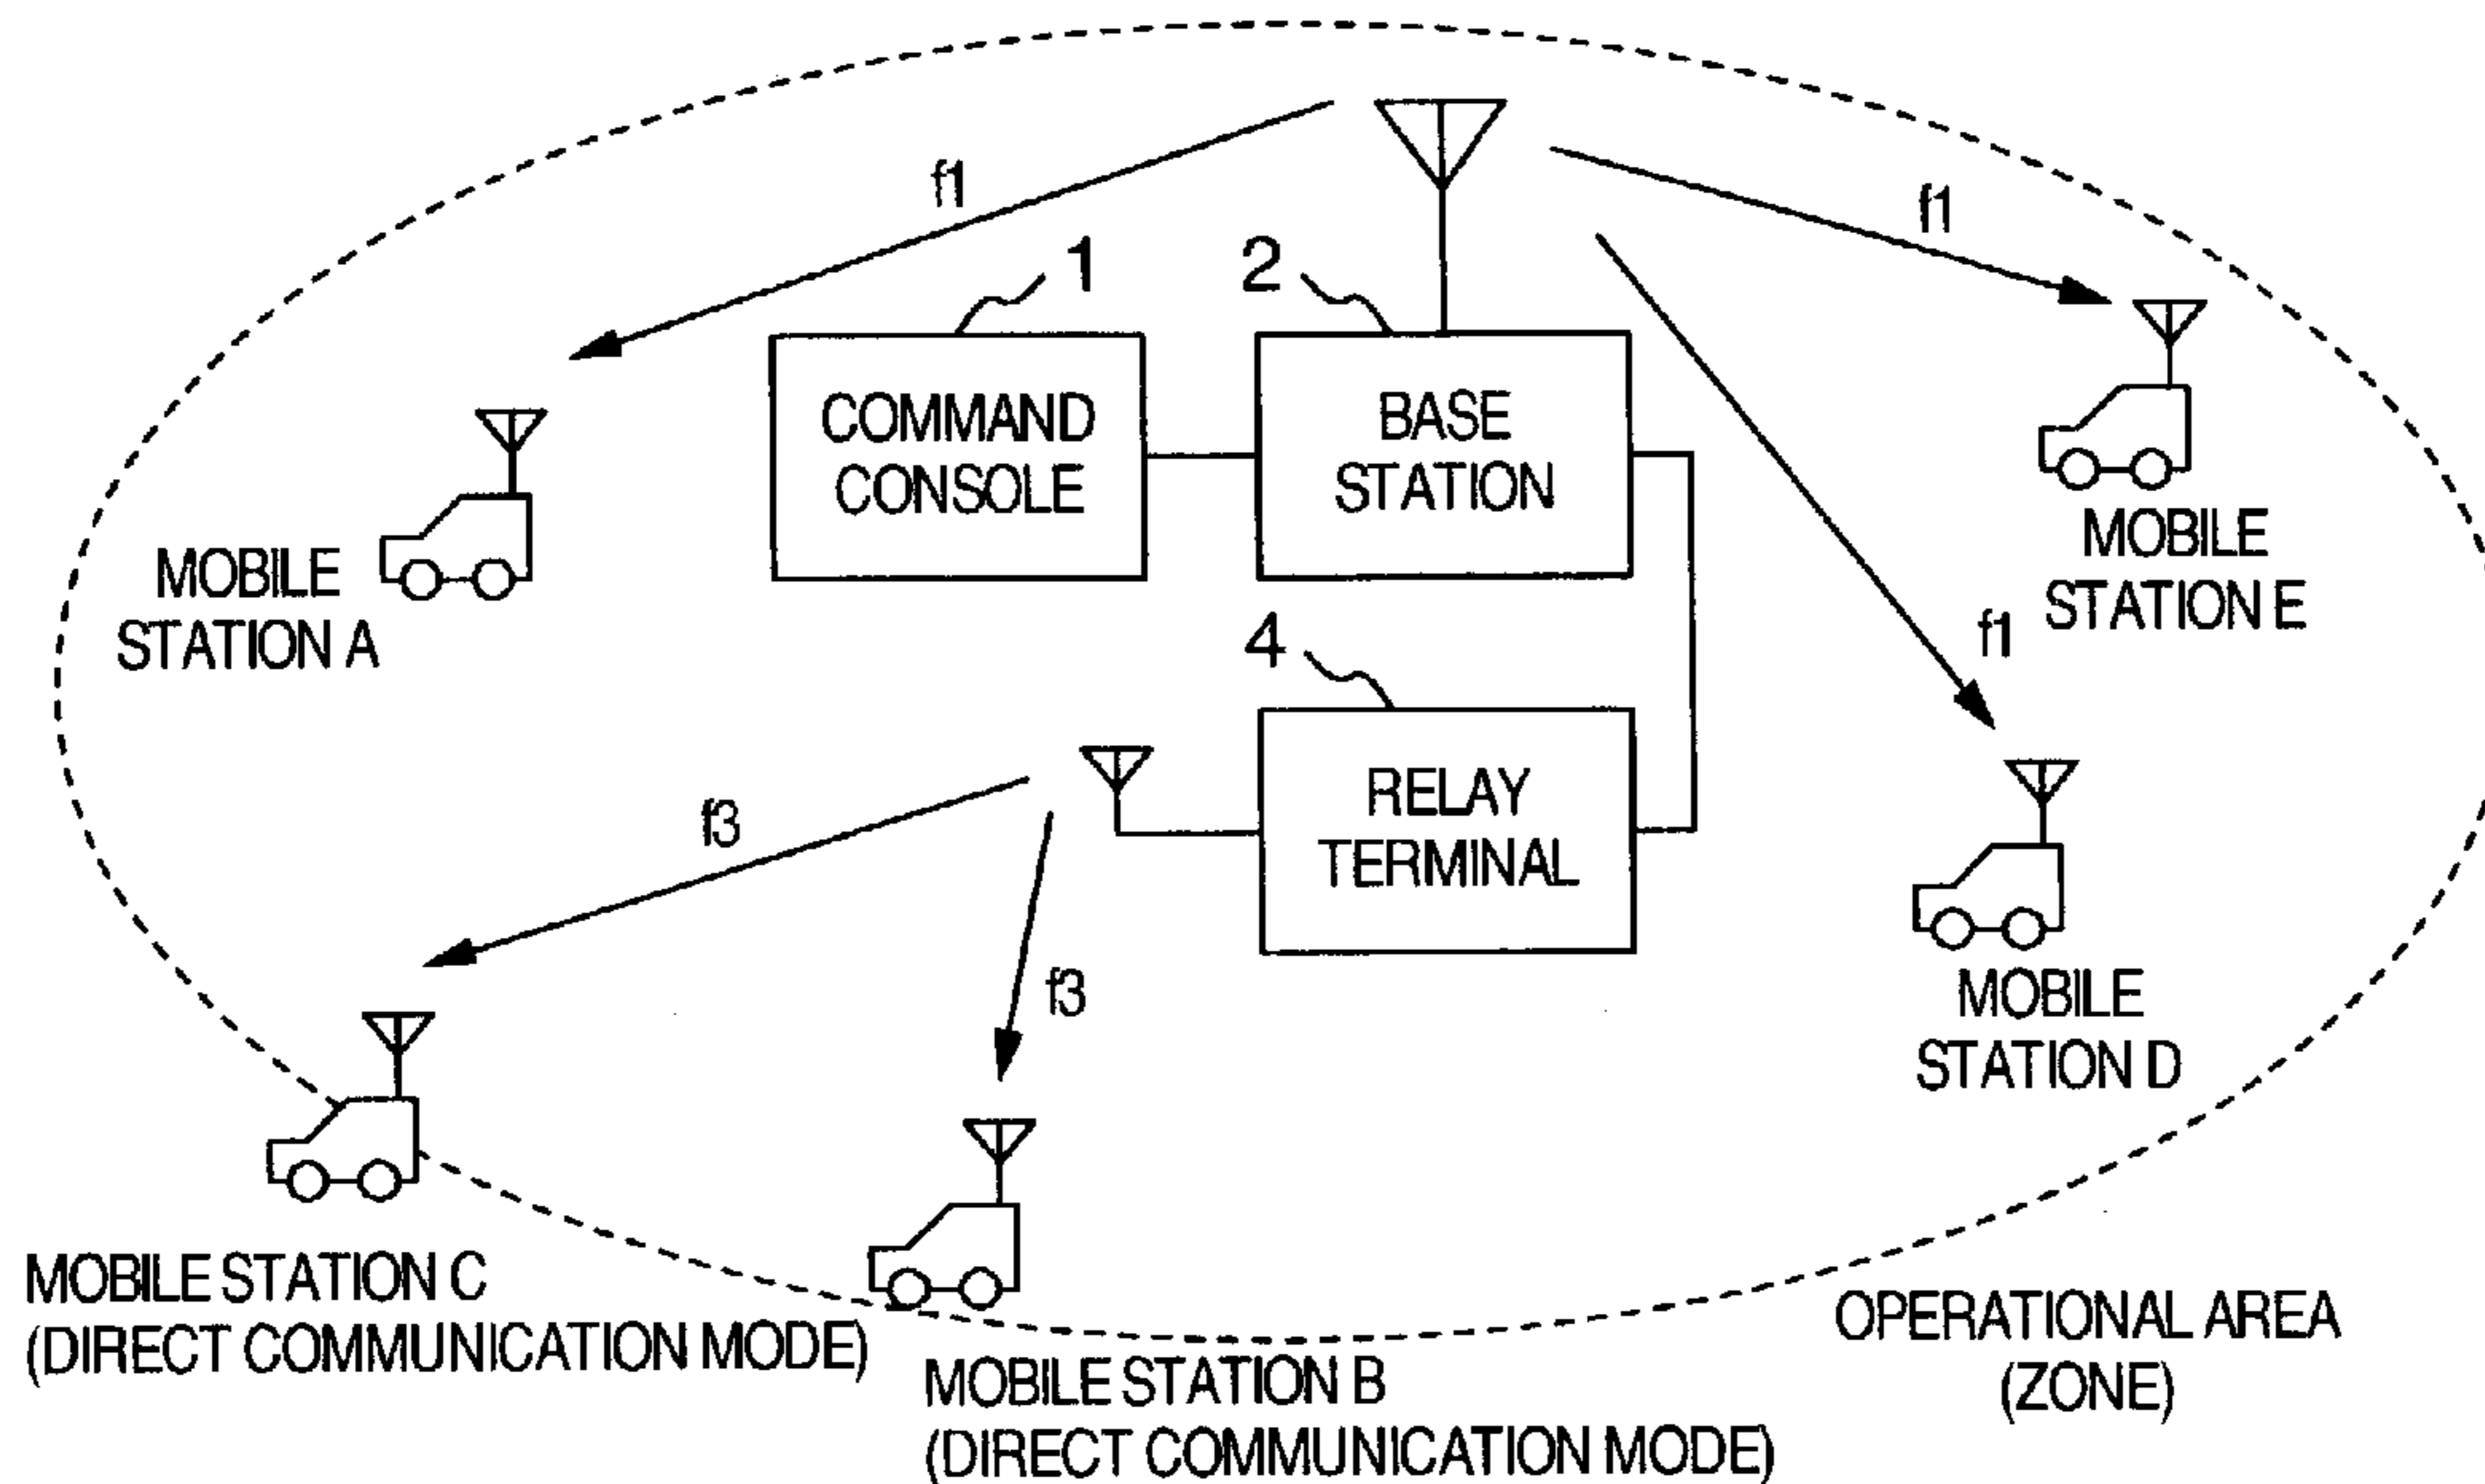 f1
f1
1
2
COMMAND
CONSOLE
BASE
STATION
MOBILE
STATION A
MOBILE
STATION E
f1
4
RELAY
TERMINAL
f3
f3
MOBILE
STATION D
MOBILE STATION C
(DIRECT COMMUNICATION MODE)
MOBILE STATION B
(DIRECT COMMUNICATION MODE)
OPERATIONAL AREA
(ZONE)